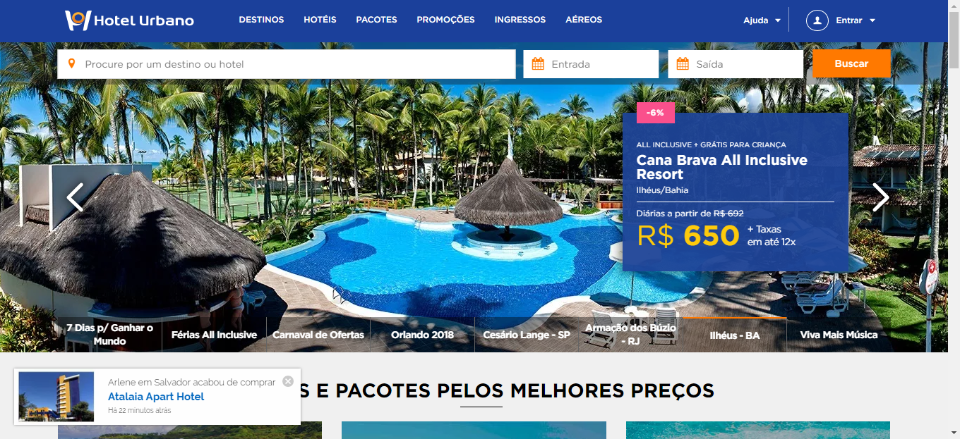 Hotel Urbano
DESTINOS HOTÉIS PACOTES PROMOÇÕES INGRESSOS AÉREOS
Ajuda Entrar
Procure por um destino ou hotel
Entrada
Saída
Buscar
-6%
ALL INCLUSIVE + GRÁTIS PARA CRIANÇA
Cana Brava All Inclusive
Resort
Ilhéus/Bahia
Diárias a partir de R$ 692
R$ 650
+ Taxas
em até 12x
7 Dias p/ Ganhar o
Mundo
Férias All Inclusive
Carnaval de Ofertas
Orlando 2018
Cesário Lange - SP
Armação dos Búzio
- RJ
Ilhéus - BA
Viva Mais Música
S E PACOTES PELOS MELHORES PREÇOS
Arlene em Salvador acabou de comprar
Atalaia Apart Hotel
Há 22 minutos atrás